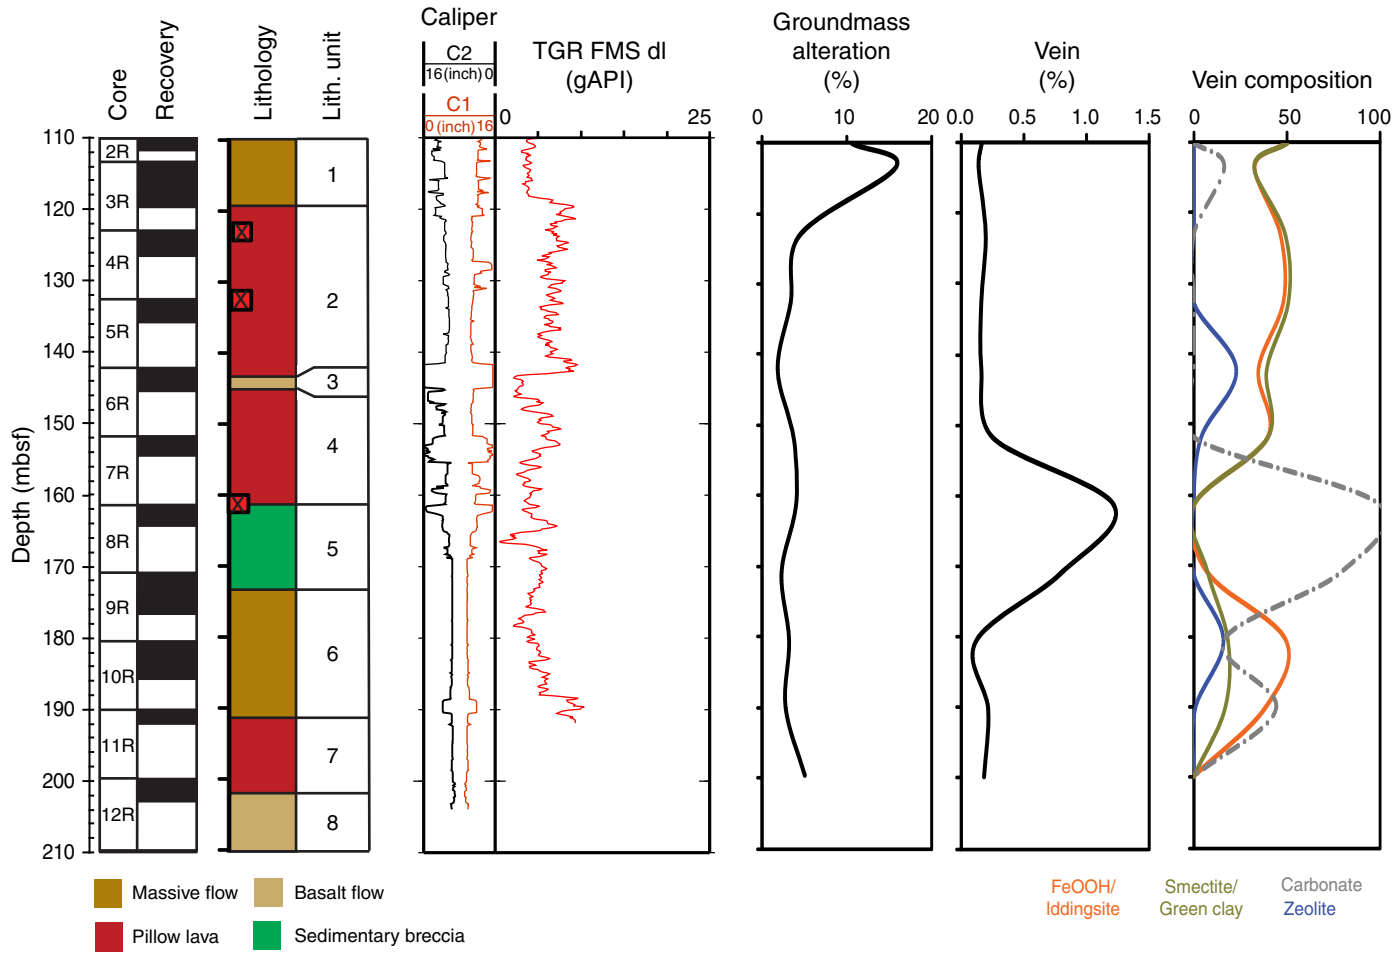 Core
Recovery
Lithology
Lith. unit
Caliper
C2
16 (inch) 0
C1
0 (inch) 16
TGR FMS dl
(gAPI)
0 25
Groundmass
alteration
(%)
0 10 20
Vein
(%)
0.0 0.5 1.0 1.5
Vein composition
0 50 100
Depth (mbsf)
110
120
130
140
150
160
170
180
190
200
210
2R
3R
4R
5R
6R
7R
8R
9R
10R
11R
12R
1
2
3
4
5
6
7
8
Massive flow
Basalt flow
Pillow lava
Sedimentary breccia
FeOOH/
Iddingsite
Smectite/
Green clay
Carbonate
Zeolite